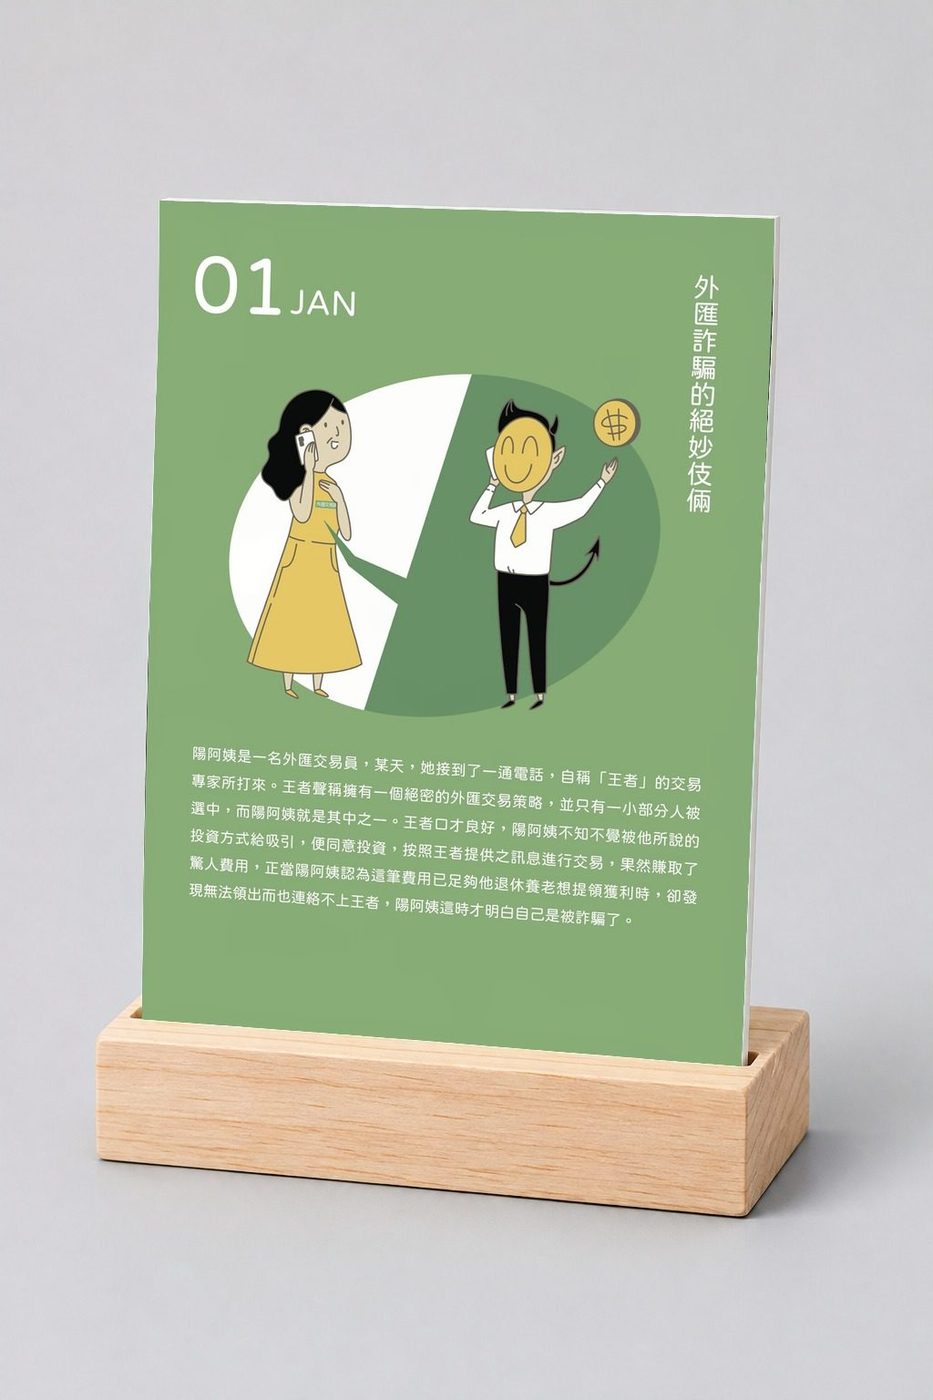 01 JAN
外匯詐騙的絕妙伎倆
陽阿姨是一名外匯交易員，某天，她接到了一通電話，自稱「王者」的交易
專家所打來。王者聲稱擁有一個絕密的外匯交易策略，並只有一小部分人被
選中，而陽阿姨就是其中之一。王者口才良好，陽阿姨不知不覺被他所說的
投資方式給吸引，便同意投資，按照王者提供之訊息進行交易，果然賺取了
驚人費用，正當陽阿姨認為這筆費用已足夠他退休養老想提領獲利時，卻發
現無法領出而也連絡不上王者，陽阿姨這時才明白自己是被詐騙了。